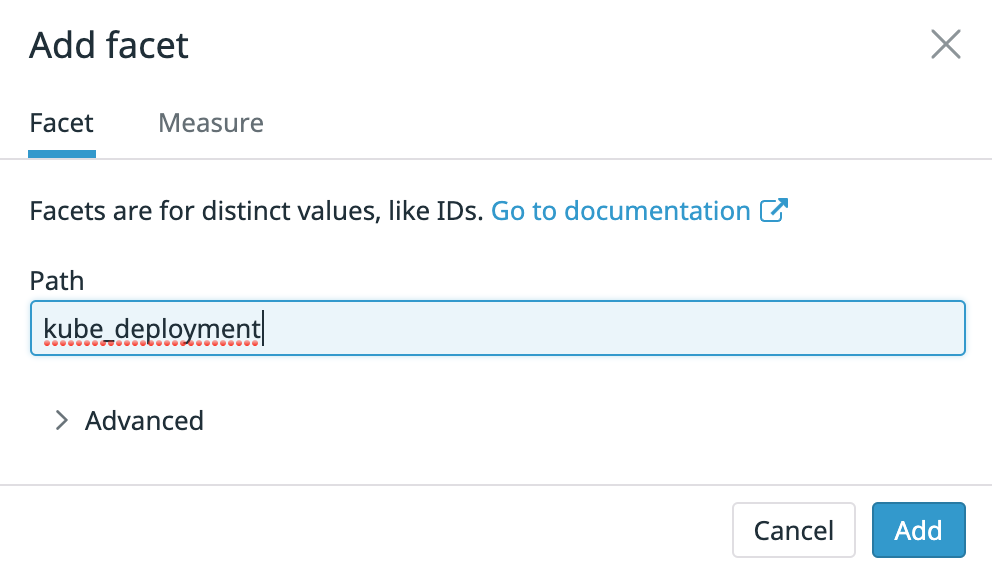 Add facet
Facet Measure
Facets are for distinct values, like IDs. Go to documentation
Path
kube_deployment
Advanced
Cancel Add